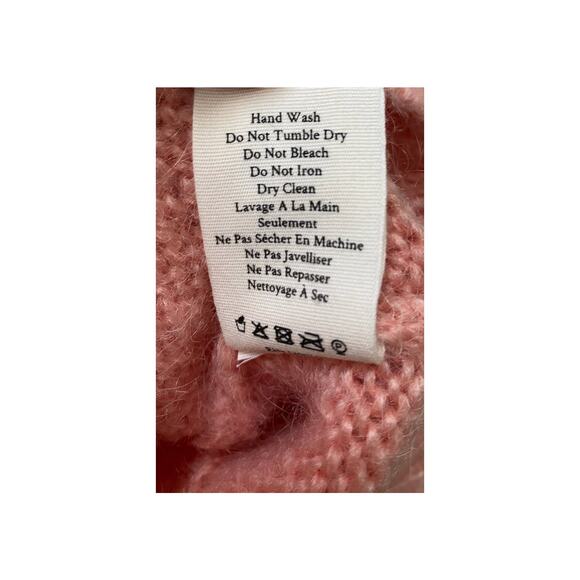 Hand Wash
Do Not Tumble Dry
Do Not Bleach
Do Not Iron
Dry Clean
Lavage A La Main
Seulement
Ne Pas Sècher En Machine
Ne Pas Javelliser
Ne Pas Repasser
Nettoyage À Sec
P